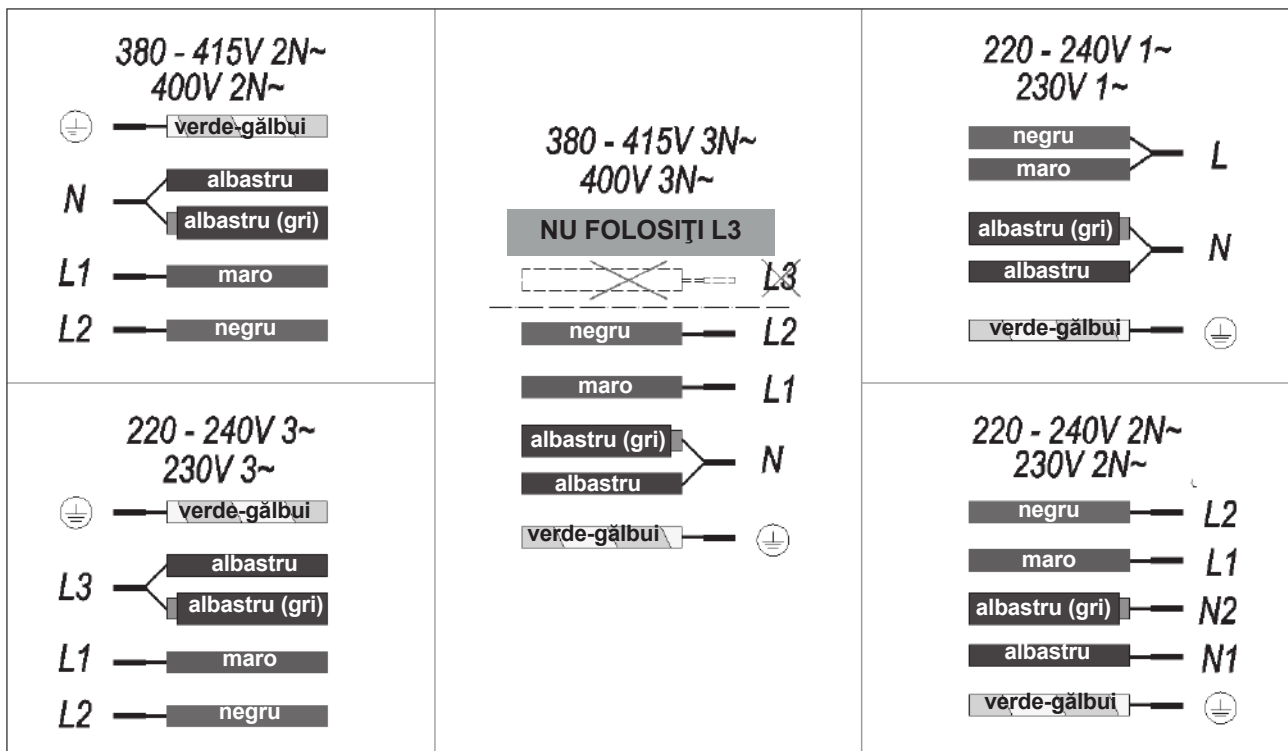 380 - 415V 2N~
400V 2N~
verde-gălbui
N
albastru
albastru (gri)
L1 maro
L2 negru
220 - 240V 3~
230V 3~
verde-gălbui
L3
albastru
albastru (gri)
L1 maro
L2 negru
380 - 415V 3N~
400V 3N~
NU FOLOSIŢI L3
L3
negru L2
maro L1
albastru (gri)
N
albastru
verde-gălbui
220 - 240V 1~
230V 1~
negru
L
maro
albastru (gri)
N
albastru
verde-gălbui
220 - 240V 2N~
230V 2N~
negru L2
maro L1
albastru (gri) N2
albastru N1
verde-gălbui